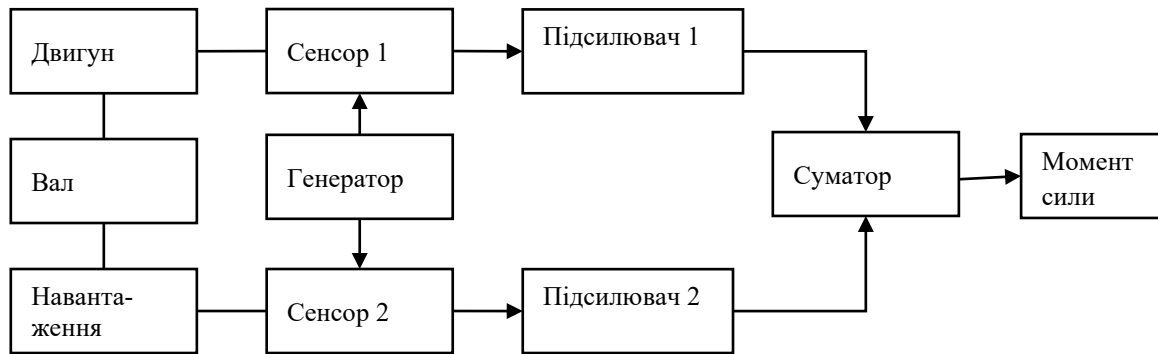 Двигун
Сенсор 1
Підсилювач 1
Вал
Генератор
Суматор
Момент
сили
Наванта-
ження
Сенсор 2
Підсилювач 2